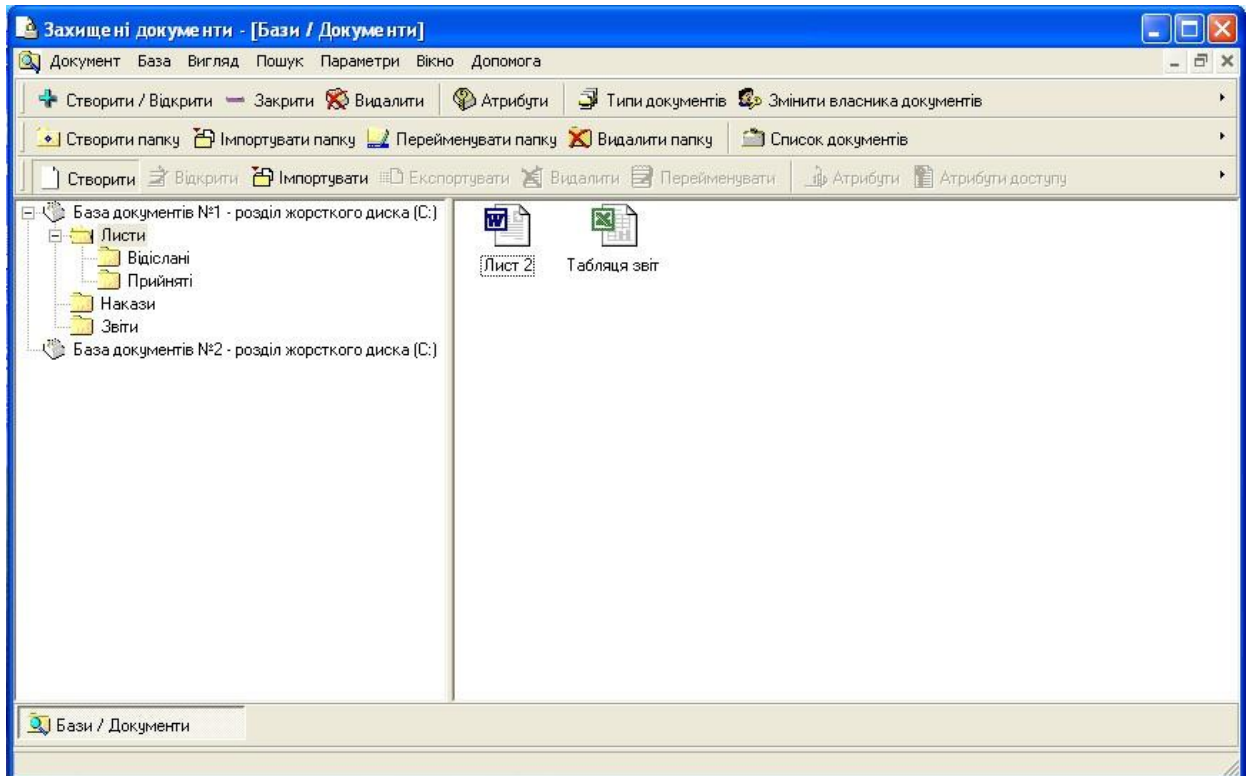 Захищені документи - [Бази / Документи]
Документ База Вигляд Пошук Параметри Вікно Допомога
Створити / Відкрити Закрити Видалити Атрибути Типи документів Змінити власника документів
Створити папку Імпортувати папку Перейменувати папку Видалити папку Список документів
Створити Відкрити Імпортувати Експортувати Видалити Перейменувати Атрибути Атрибути доступу
База документів №1 - розділ жорсткого диска (C:)
Листи
Відіслані
Прийняті
Накази
Звіти
База документів №2 - розділ жорсткого диска (C:)
Лист 2 Табляця звіт
Бази / Документи